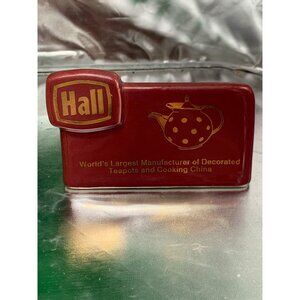 Hall
World's Largest Manufacturer of Decorated
Teapots and Cooking China